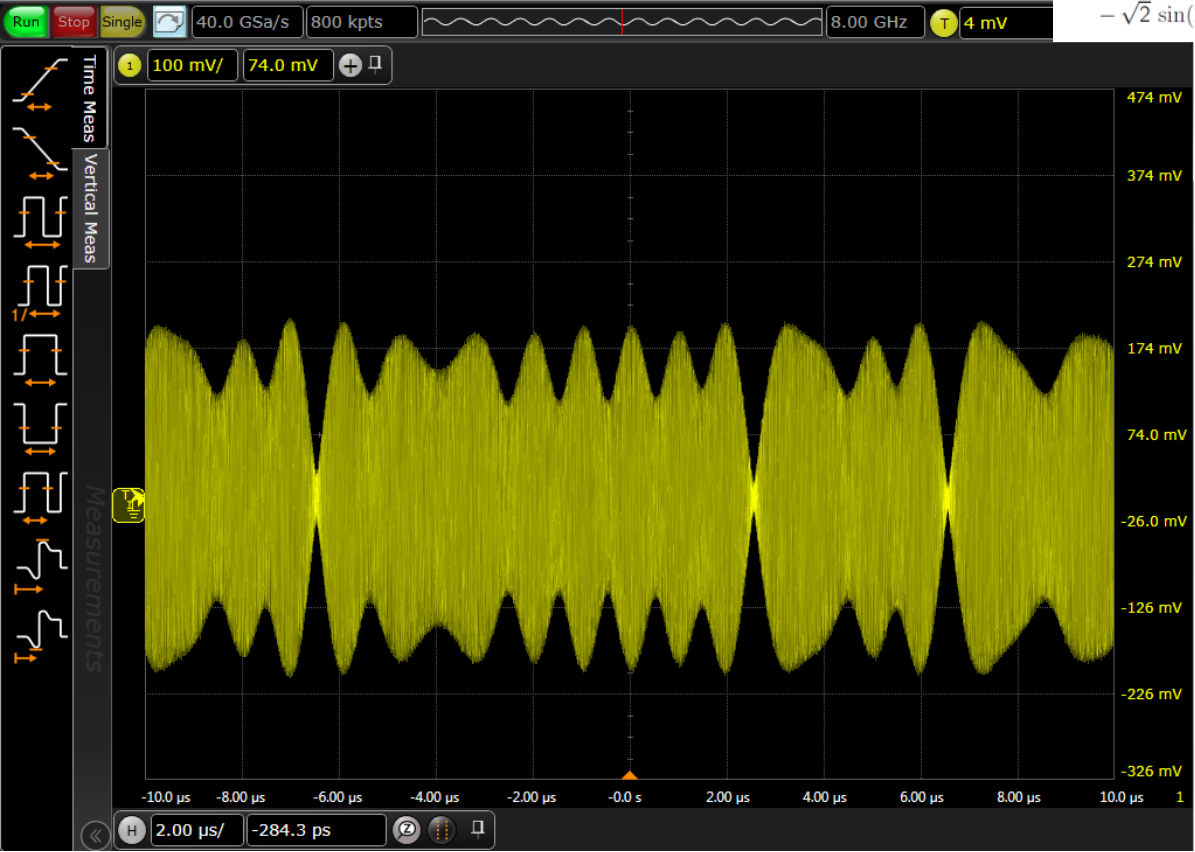 Run Stop Single 40.0 GSa/s 800 kpts 8.00 GHz T 4 mV − √2 sin(
1 100 mV/ 74.0 mV +
Time Meas
Vertical Meas
1/
Measurements
474 mV
374 mV
274 mV
174 mV
74.0 mV
-26.0 mV
-126 mV
-226 mV
-326 mV
T
-10.0 µs -8.00 µs -6.00 µs -4.00 µs -2.00 µs -0.0 s 2.00 µs 4.00 µs 6.00 µs 8.00 µs 10.0 µs 1
H 2.00 µs/ -284.3 ps Z